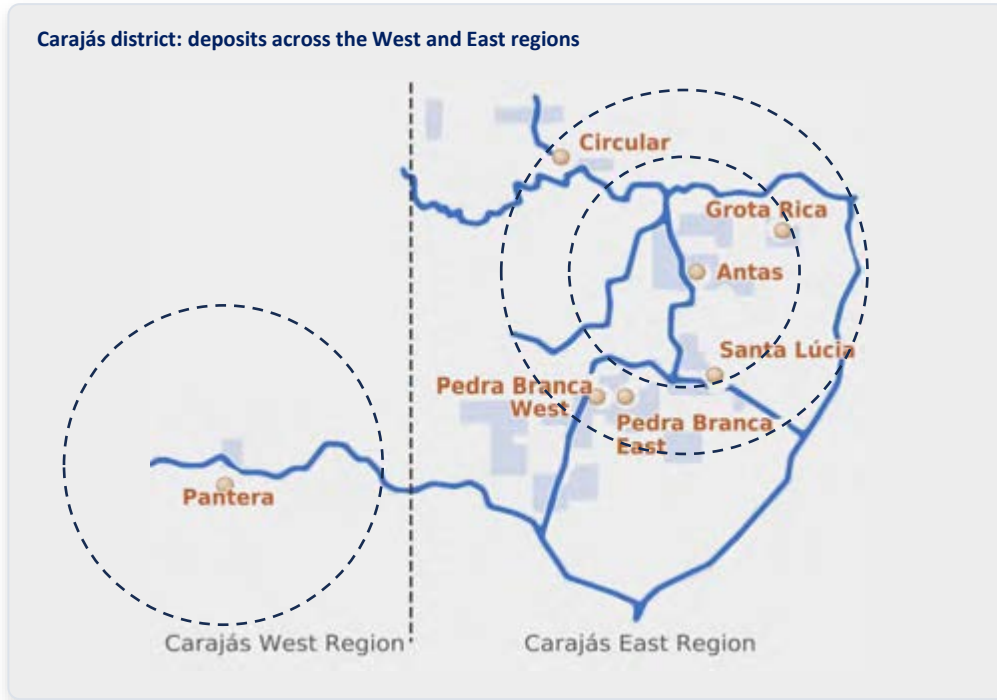 Carajás district: deposits across the West and East regions
Circular
Grota Rica
Antas
Santa Lúcia
Pedra Branca
West
Pedra Branca
East
Pantera
Carajás West Region
Carajás East Region